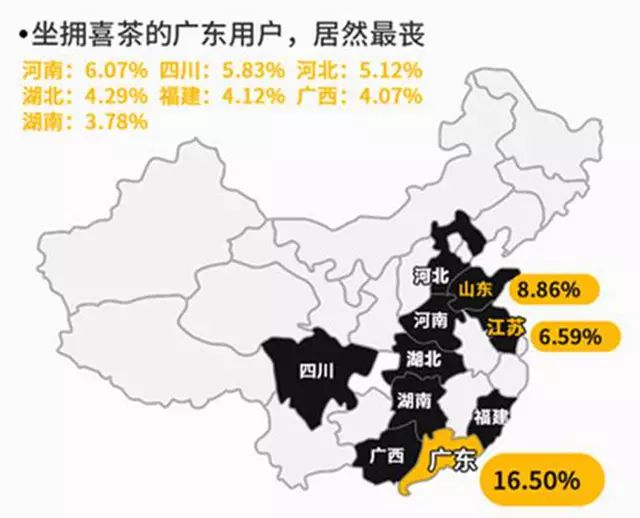 •坐拥喜茶的广东用户，居然最丧
河南：6.07% 四川：5.83% 河北：5.12%
湖北：4.29% 福建：4.12% 广西：4.07%
湖南：3.78%
河北
山东 8.86%
河南
江苏
6.59%
湖北
四川
湖南
福建
广西
广东
16.50%